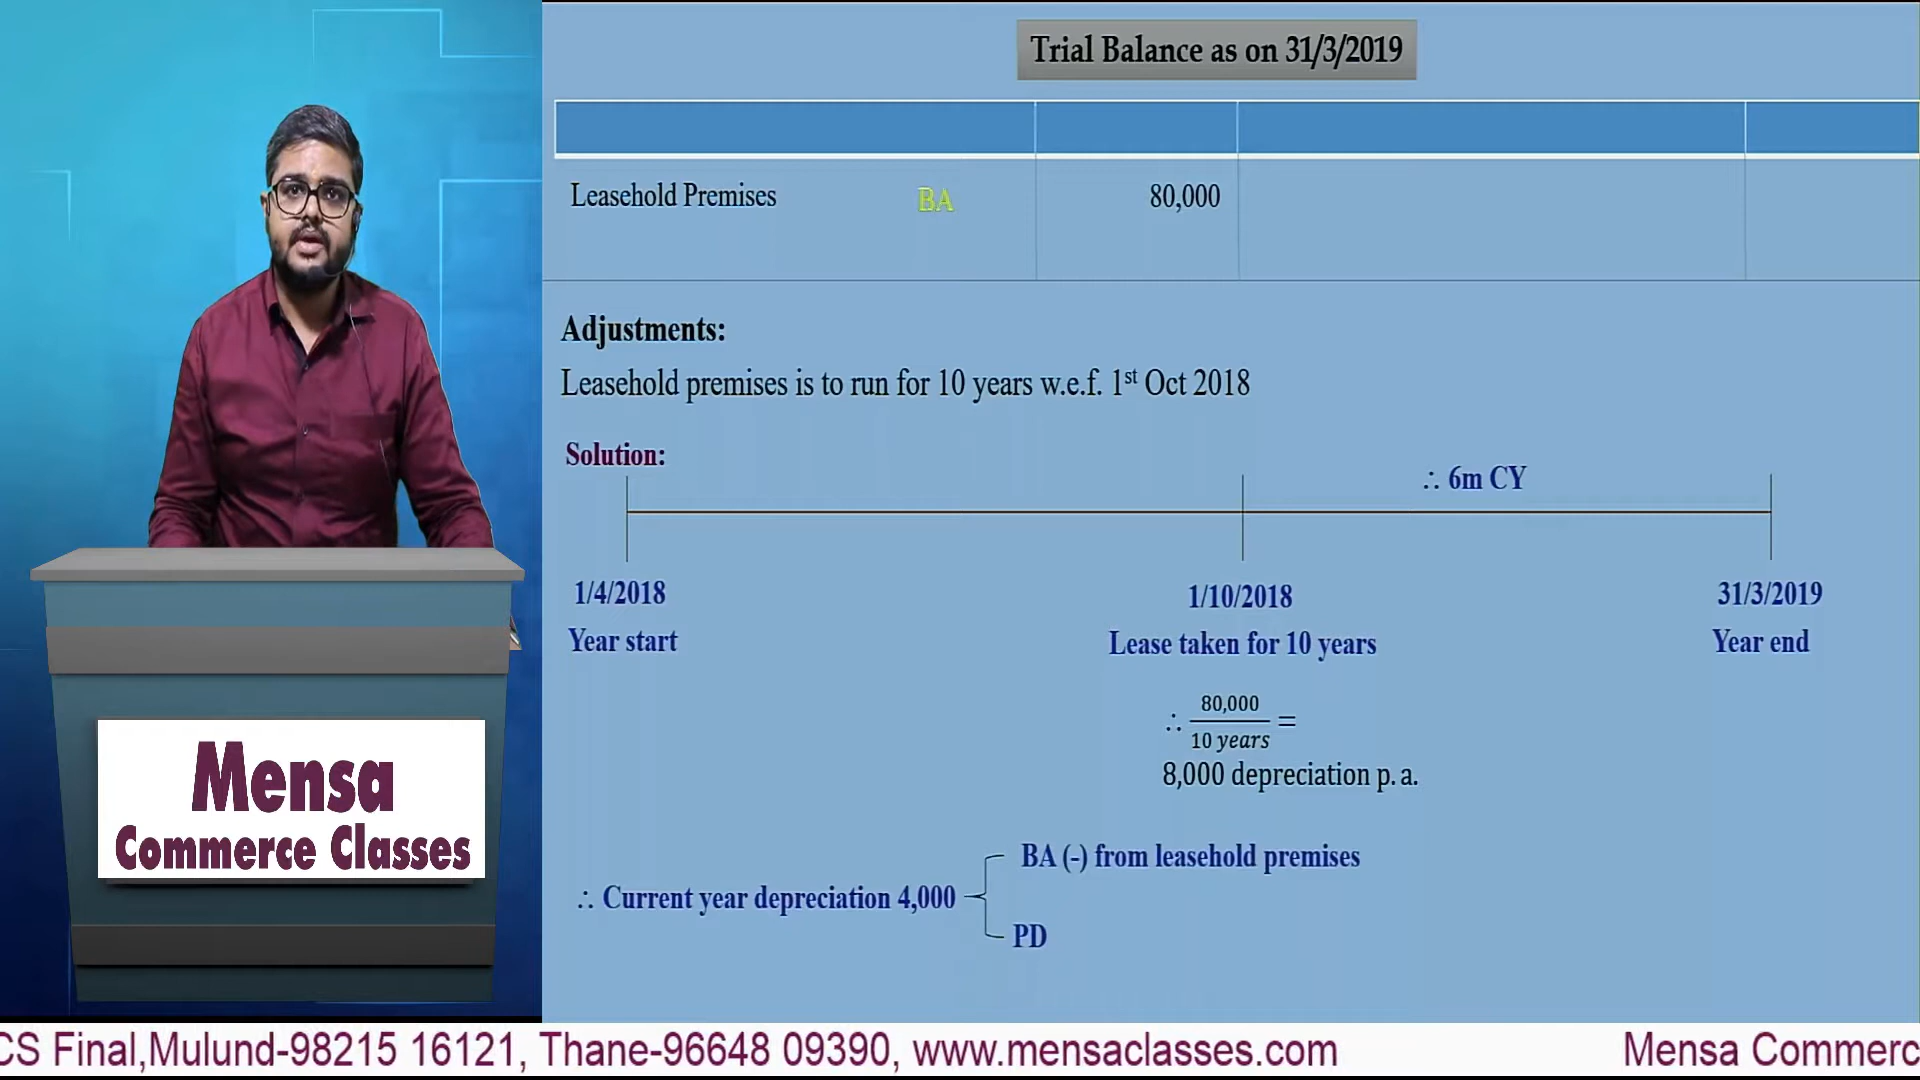 Trial Balance as on 31/3/2019
Leasehold Premises BA 80,000
Adjustments:
Leasehold premises is to run for 10 years w.e.f. 1st Oct 2018
Solution:
∴ 6m CY
1/4/2018 1/10/2018 31/3/2019
Year start Lease taken for 10 years Year end
∴ 80,000/10 years =
8,000 depreciation p. a.
BA (-) from leasehold premises
∴ Current year depreciation 4,000
PD
Mensa
Commerce Classes
CS Final,Mulund-98215 16121, Thane-96648 09390, www.mensaclasses.com Mensa Commerc